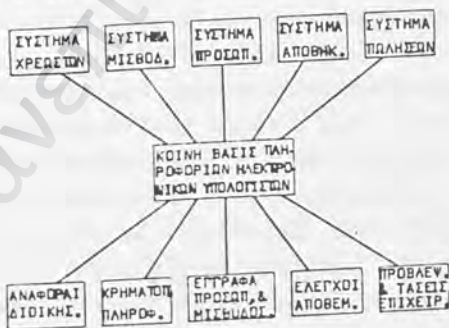 ΣΥΣΤΗΜΑ
ΧΡΕΩΣΤΩΝ
ΣΥΣΤΗΜΑ
ΜΙΣΘΟΔ.
ΣΥΣΤΗΜΑ
ΠΡΟΣΩΠ.
ΣΥΣΤΗΜΑ
ΑΠΟΘΗΚ.
ΣΥΣΤΗΜΑ
ΠΩΛΗΣΕΩΝ
ΚΟΙΝΗ ΒΑΣΙΣ ΠΛΗ-
ΡΟΦΟΡΙΩΝ ΗΛΕΚΤΡΟ-
ΝΙΚΩΝ ΥΠΟΛΟΓΙΣΤΩΝ
ΑΝΑΦΟΡΑΙ
ΔΙΟΙΚΗΣ.
ΧΡΗΜΑΤΟΠ.
ΠΛΗΡΟΦ.
ΕΓΓΡΑΦΑ
ΠΡΟΣΩΠ. &
ΜΙΣΘΟΔΟΣ.
ΕΛΕΓΧΟΙ
ΑΠΟΘΕΜ.
ΠΡΟΒΛΕΨ.
& ΤΑΣΕΙΣ
ΕΠΙΧΕΙΡ.